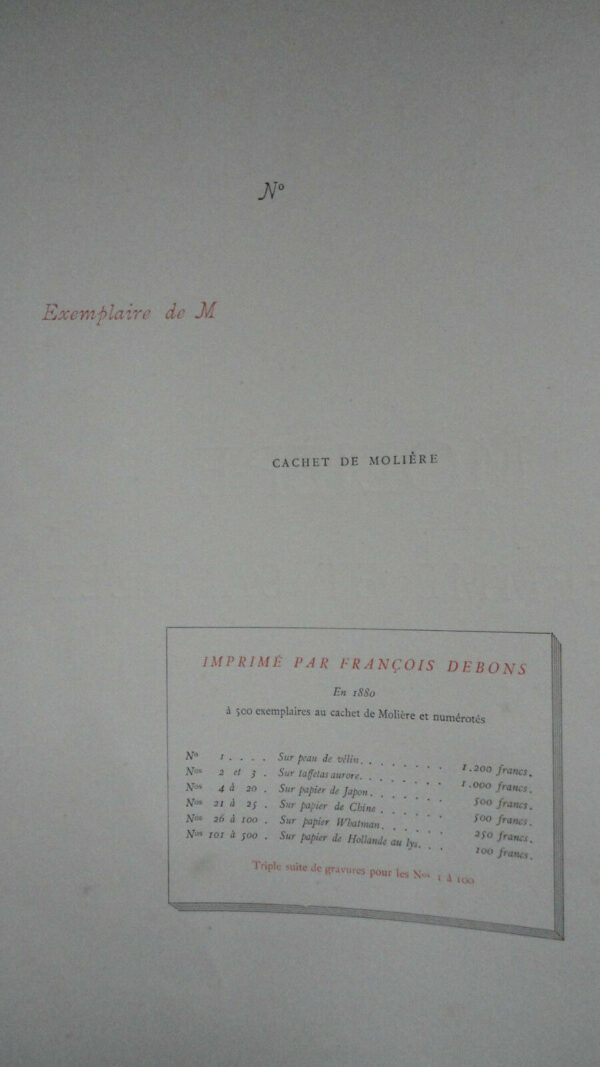 Nº
Exemplaire de M
CACHET DE MOLIÈRE
IMPRIMÉ PAR FRANÇOIS DEBONS
En 1880
à 500 exemplaires au cachet de Molière et numérotés
Nº 1 . . . . Sur peau de vélin. . . . . . . . 1.200 francs.
Nos 2 et 3 . Sur taffetas aurore. . . . . . . . 1.000 francs.
Nos 4 à 20 . Sur papier de Japon. . . . . . . . 500 francs.
Nos 21 à 25 . Sur papier de Chine . . . . . . . 500 francs.
Nos 26 à 100 . Sur papier Whatman. . . . . . . 250 francs.
Nos 101 à 500 . Sur papier de Hollande au lys. . . 100 francs.
Triple suite de gravures pour les Nos 1 à 100